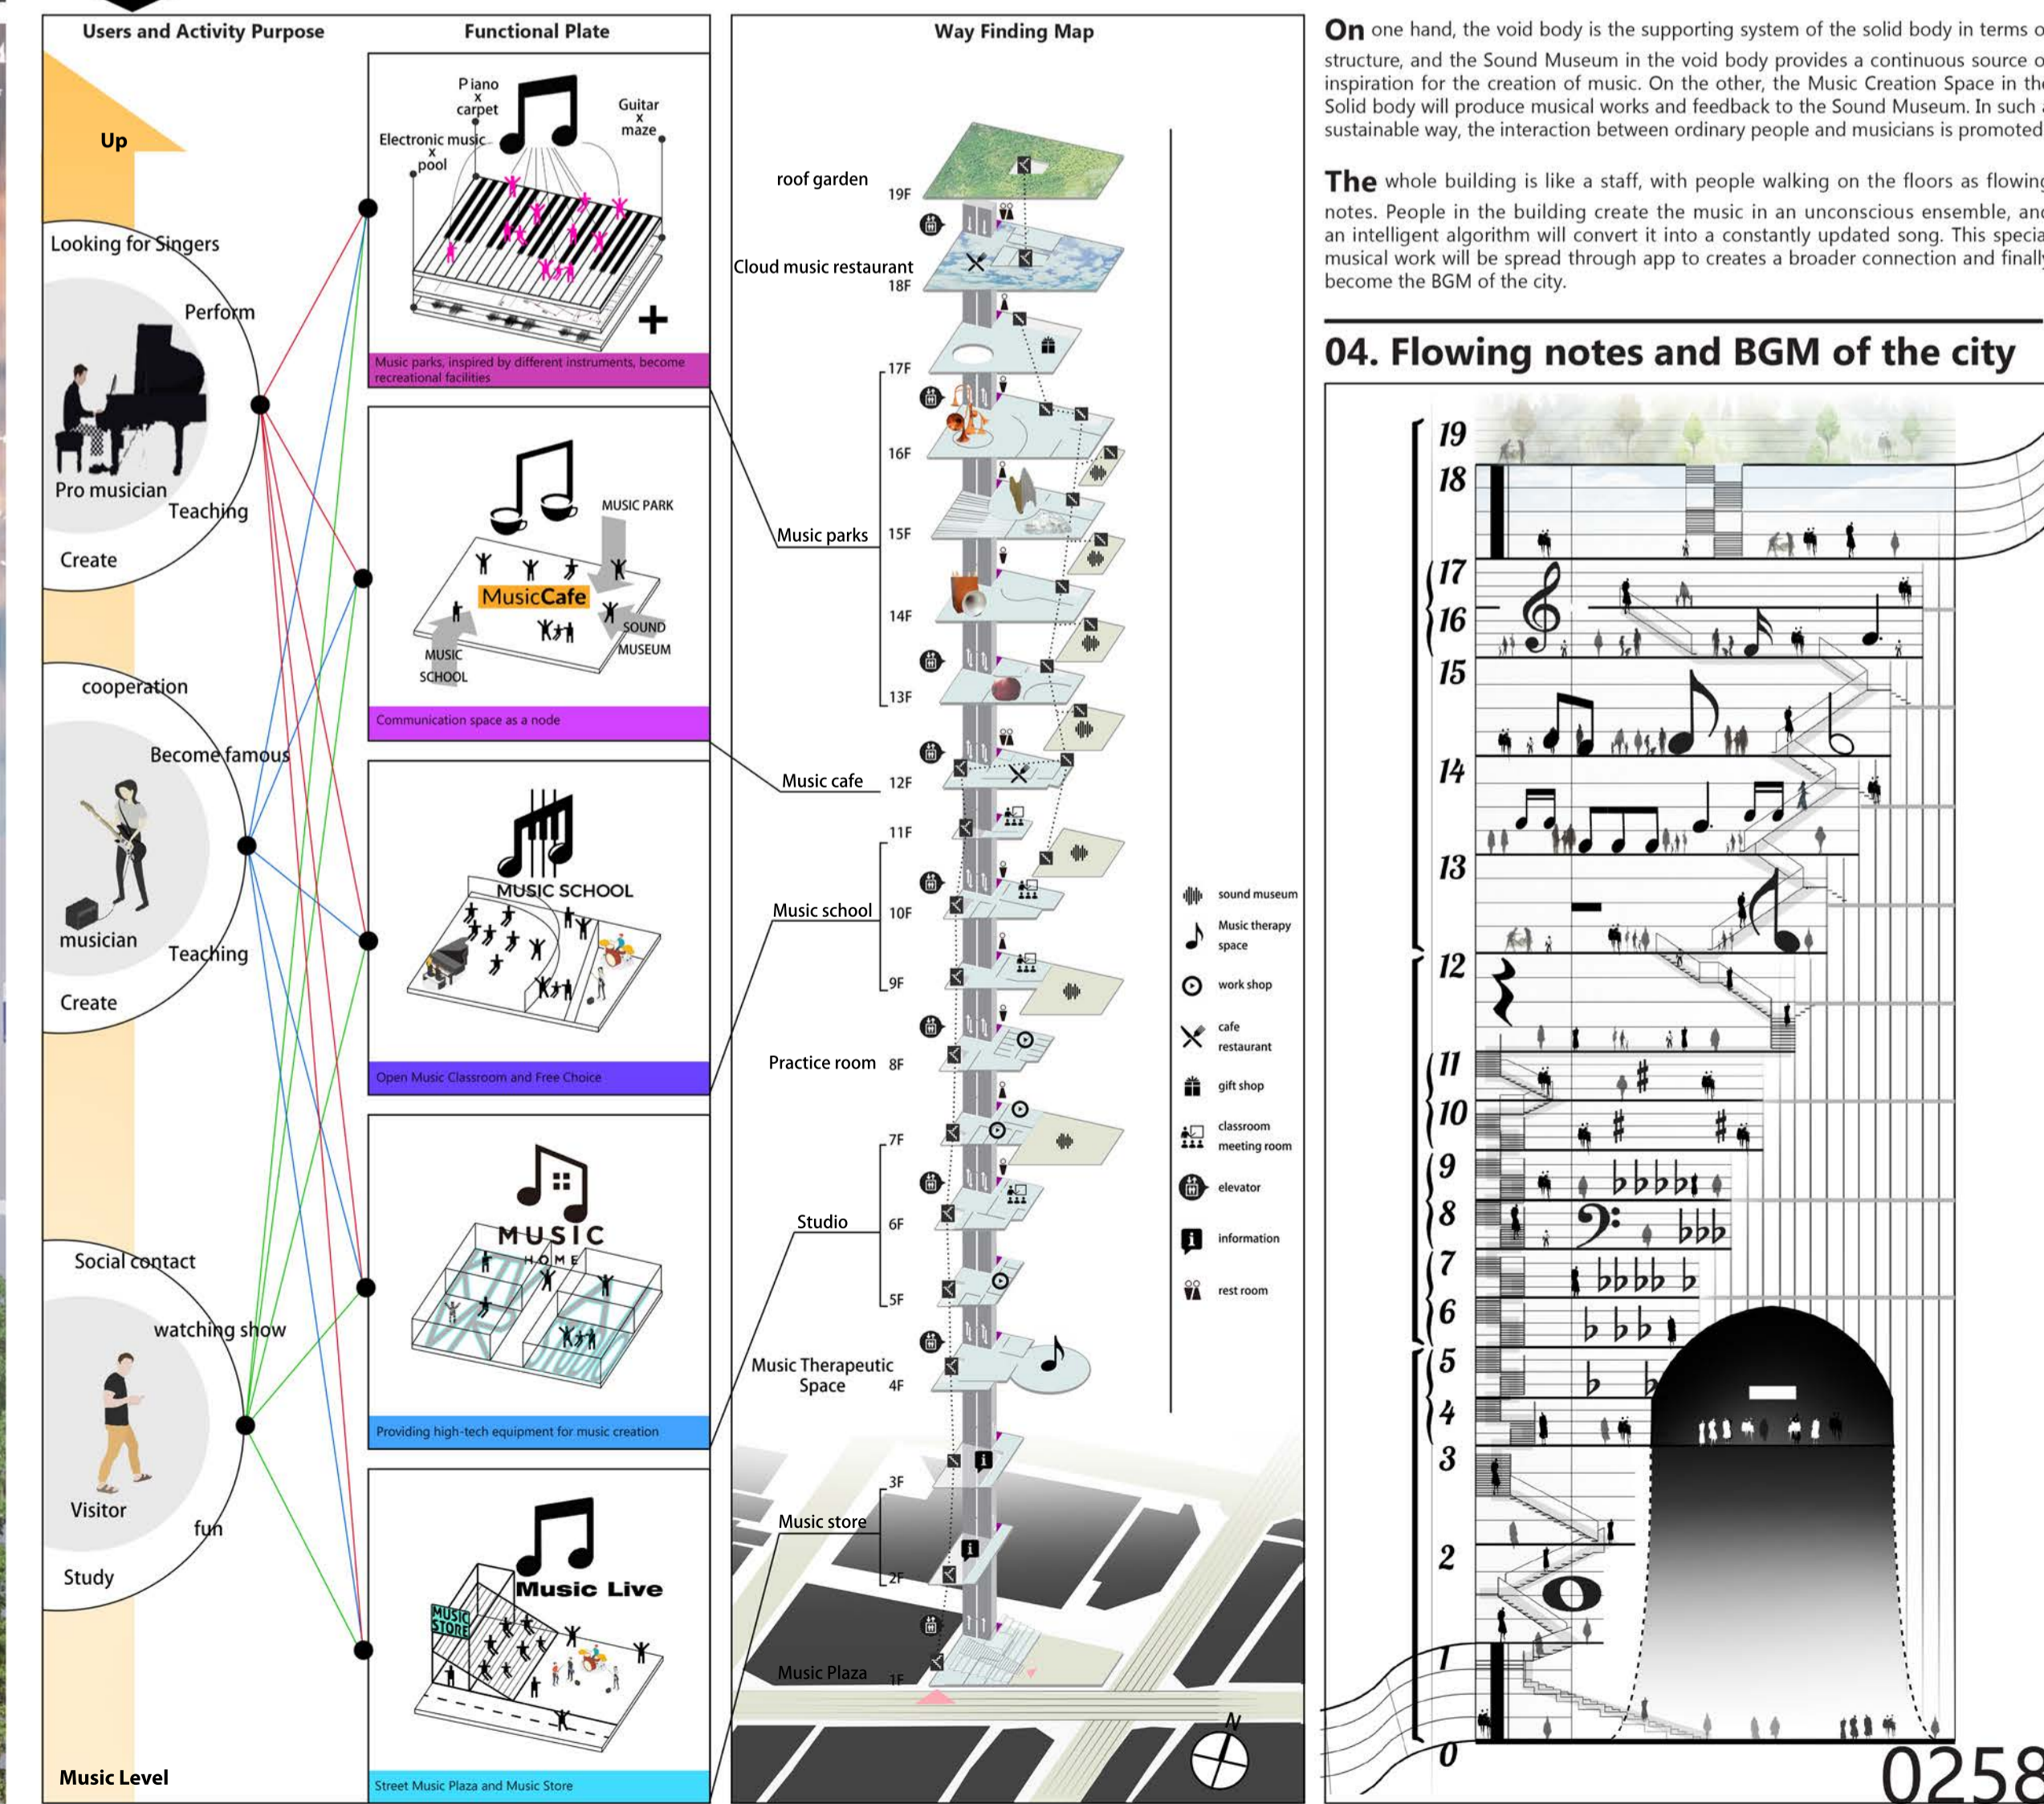 Users and Activity Purpose
Functional Plate
Up
Looking for Singers
Perform
Pro musician
Teaching
Create
cooperation
Become famous
musician
Teaching
Create
Social contact
watching show
Visitor
fun
Study
Music Level
Piano
x
carpet
Guitar
x
maze
Electronic music
x
pool
Music parks, inspired by different instruments, become
recreational facilities
MUSIC PARK
MusicCafe
SOUND
MUSEUM
MUSIC
SCHOOL
Communication space as a node
MUSIC SCHOOL
Open Music Classroom and Free Choice
MUSIC
HOME
Providing high-tech equipment for music creation
Music Live
MUSIC
STORE
Street Music Plaza and Music Store
Way Finding Map
roof garden
19F
Cloud music restaurant
18F
17F
16F
Music parks
15F
14F
13F
Music cafe
12F
11F
Music school
10F
9F
Practice room
8F
7F
Studio
6F
5F
Music Therapeutic
Space
4F
3F
Music store
2F
Music Plaza
1F
sound museum
Music therapy
space
work shop
cafe
restaurant
gift shop
classroom
meeting room
elevator
information
rest room
N
On one hand, the void body is the supporting system of the solid body in terms
structure, and the Sound Museum in the void body provides a continuous source
inspiration for the creation of music. On the other, the Music Creation Space in
Solid body will produce musical works and feedback to the Sound Museum. In such
sustainable way, the interaction between ordinary people and musicians is promoted
The whole building is like a staff, with people walking on the floors as flowing
notes. People in the building create the music in an unconscious ensemble, and
an intelligent algorithm will convert it into a constantly updated song. This special
musical work will be spread through app to creates a broader connection and finally
become the BGM of the city.
04. Flowing notes and BGM of the city
19
18
17
16
15
14
13
12
11
10
9
8
7
6
5
4
3
2
1
0
0258